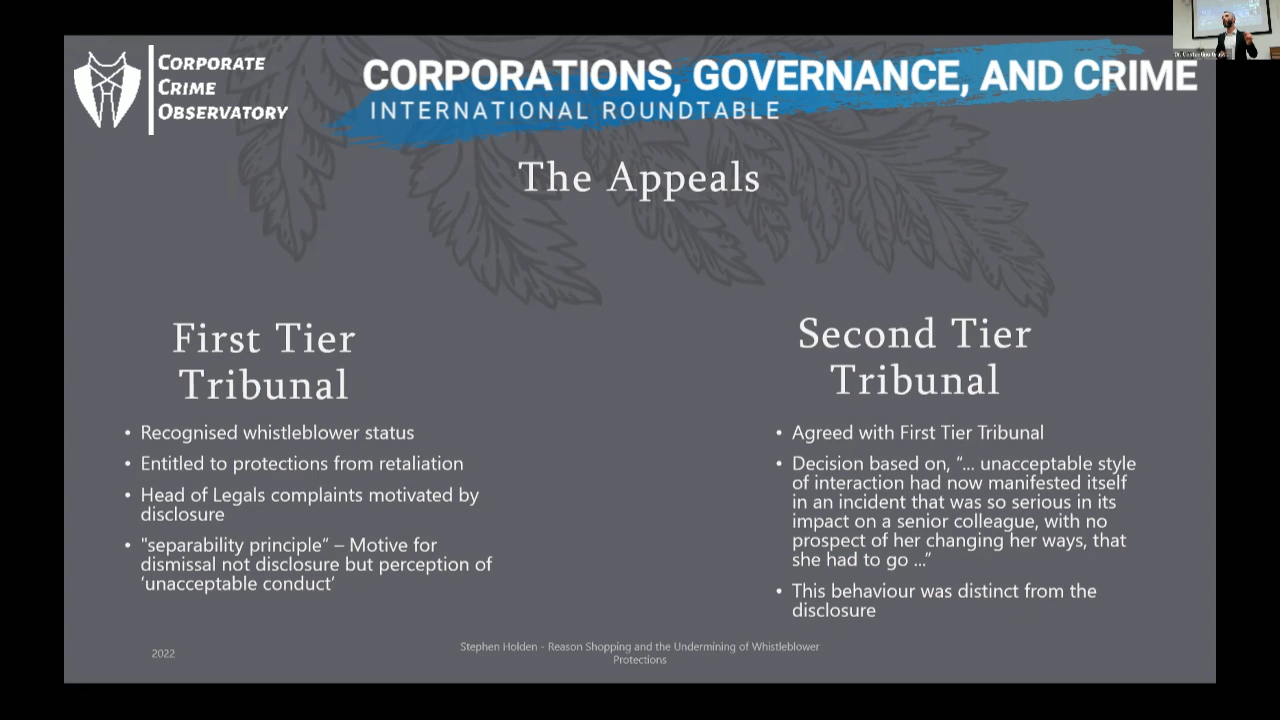 CORPORATE
CRIME
OBSERVATORY
CORPORATIONS, GOVERNANCE, AND CRIME
INTERNATIONAL ROUNDTABLE
The Appeals
First Tier
Tribunal
• Recognised whistleblower status
• Entitled to protections from retaliation
• Head of Legals complaints motivated by
disclosure
• "separability principle” – Motive for
dismissal not disclosure but perception of
‘unacceptable conduct’
Second Tier
Tribunal
• Agreed with First Tier Tribunal
• Decision based on, “... unacceptable style
of interaction had now manifested itself
in an incident that was so serious in its
impact on a senior colleague, with no
prospect of her changing her ways, that
she had to go ...”
• This behaviour was distinct from the
disclosure
2022
Stephen Holden - Reason Shopping and the Undermining of Whistleblower
Protections